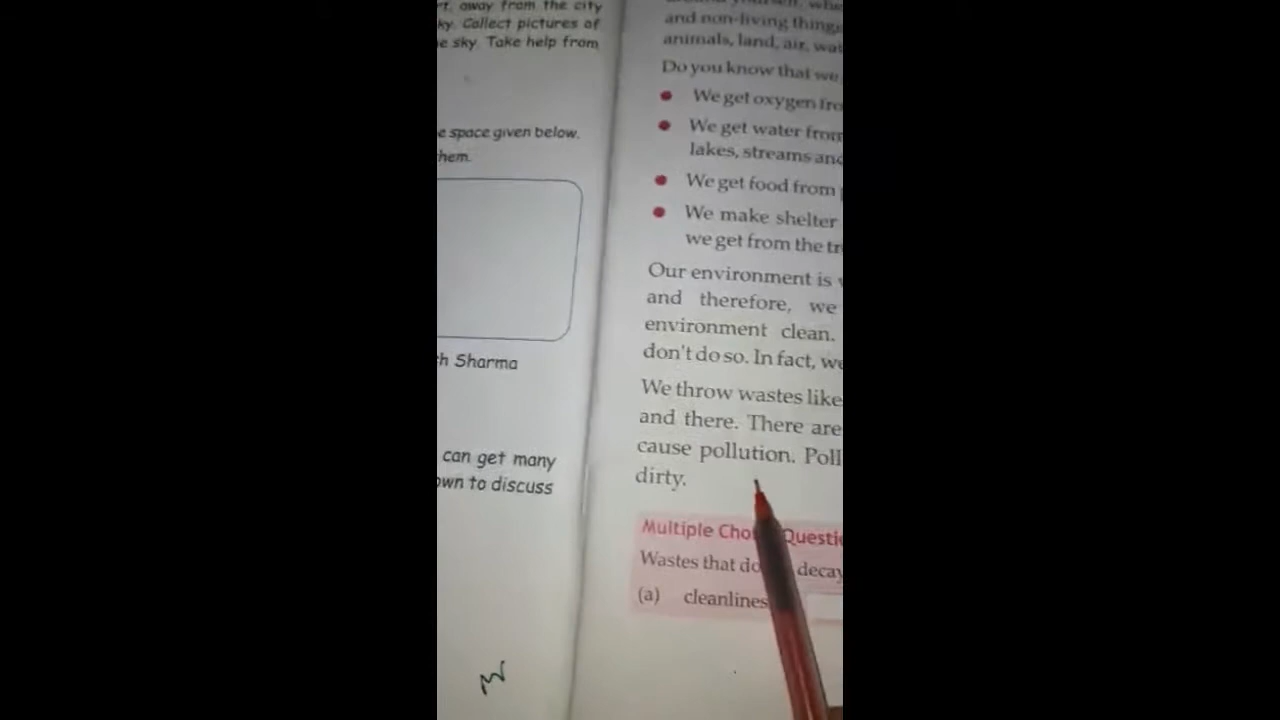 rt, away from the city
ky. Collect pictures of
e sky. Take help from
e space given below.
hem.
h Sharma
can get many
own to discuss
and non-living things
animals, land, air, wat
Do you know that we
We get oxygen fro
We get water from
lakes, streams and
We get food from
We make shelter
we get from the tr
Our environment is
and therefore, we
environment clean.
don't do so. In fact, we
We throw wastes like
and there. There are
cause pollution. Poll
dirty.
Multiple Cho Questi
Wastes that do decay
(a) cleanlines